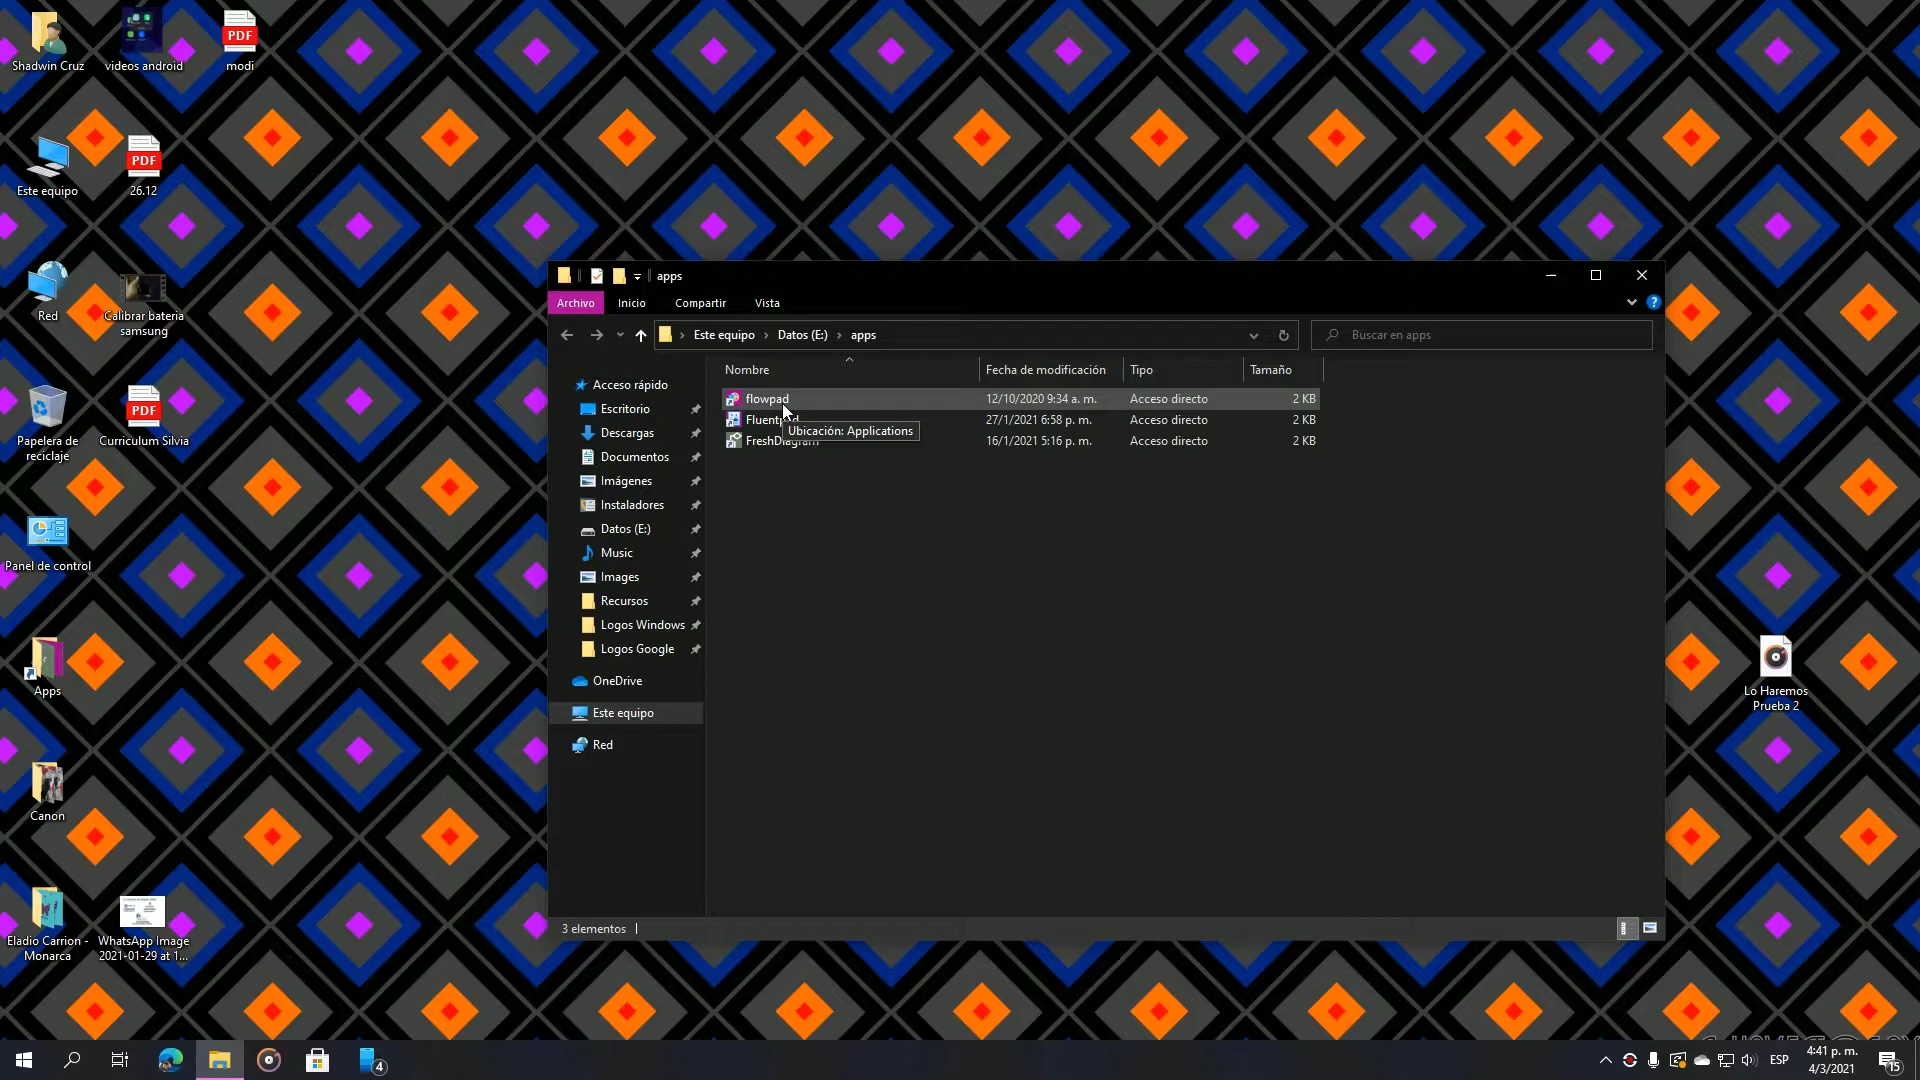 Shadwin Cruz
videos android
PDF
modi
Este equipo
PDF
26.12
Red
Calibrar bateria
samsung
Papelera de
reciclaje
PDF
Curriculum Silvia
Panel de control
Apps
Canon
Eladio Carrion -
Monarca
WhatsApp Image
2021-01-29 at 1...
apps
Archivo
Inicio
Compartir
Vista
?
Este equipo
Datos (E:)
apps
Buscar en apps
Nombre
Fecha de modificación
Tipo
Tamaño
flowpad
12/10/2020 9:34 a. m.
Acceso directo
2 KB
27/1/2021 6:58 p. m.
Acceso directo
2 KB
Ubicación: Applications
FreshDiagram
16/1/2021 5:16 p. m.
Acceso directo
2 KB
Acceso rápido
Escritorio
Descargas
Documentos
Imágenes
Instaladores
Datos (E:)
Music
Images
Recursos
Logos Windows
Logos Google
OneDrive
Este equipo
Red
3 elementos
Lo Haremos
Prueba 2
4
ESP
4:41 p. m.
4/3/2021
15